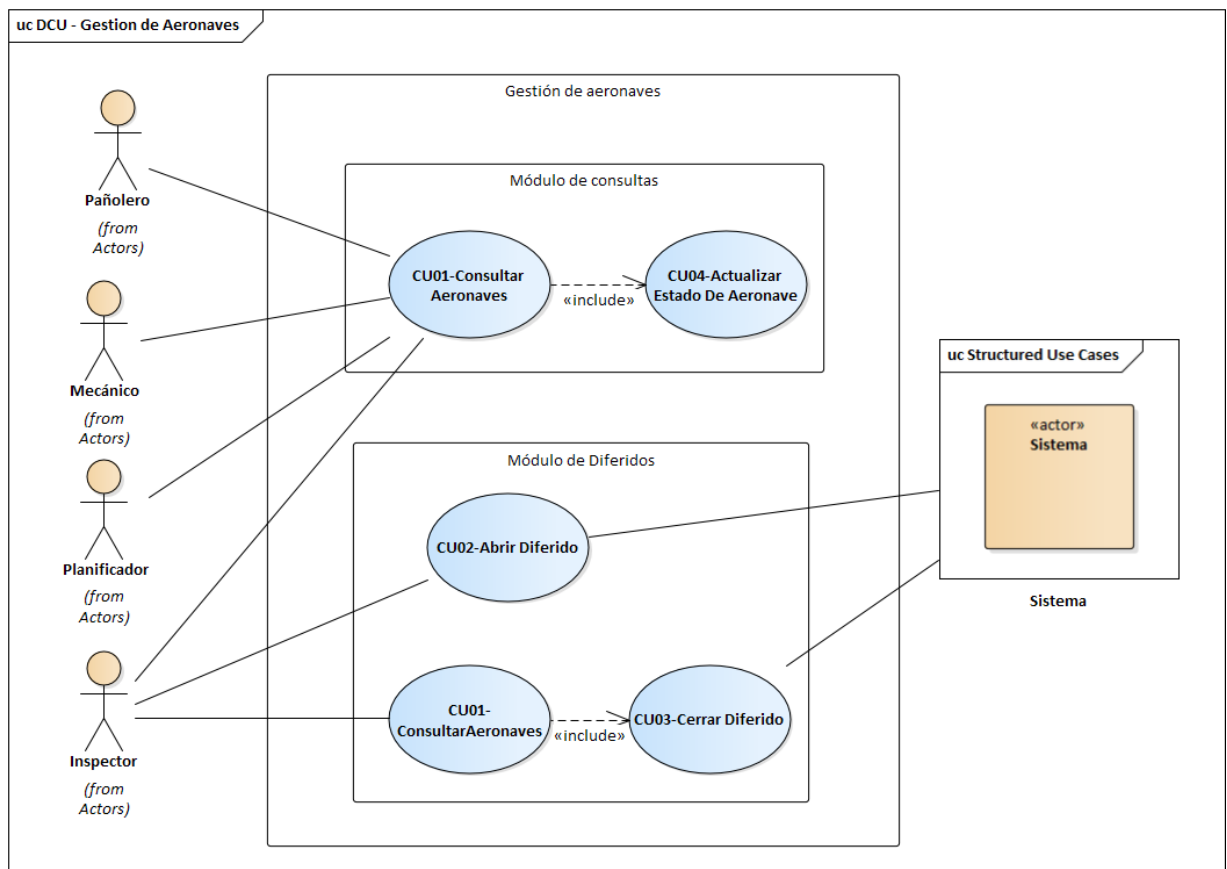 uc DCU - Gestion de Aeronaves
Gestión de aeronaves
Pañolero
(from
Actors)
Módulo de consultas
CU01-Consultar
Aeronaves
«include»
CU04-Actualizar
Estado De Aeronave
Mecánico
(from
Actors)
uc Structured Use Cases
«actor»
Sistema
Sistema
Módulo de Diferidos
Planificador
(from
Actors)
CU02-Abrir Diferido
Inspector
(from
Actors)
CU01-
ConsultarAeronaves
«include»
CU03-Cerrar Diferido